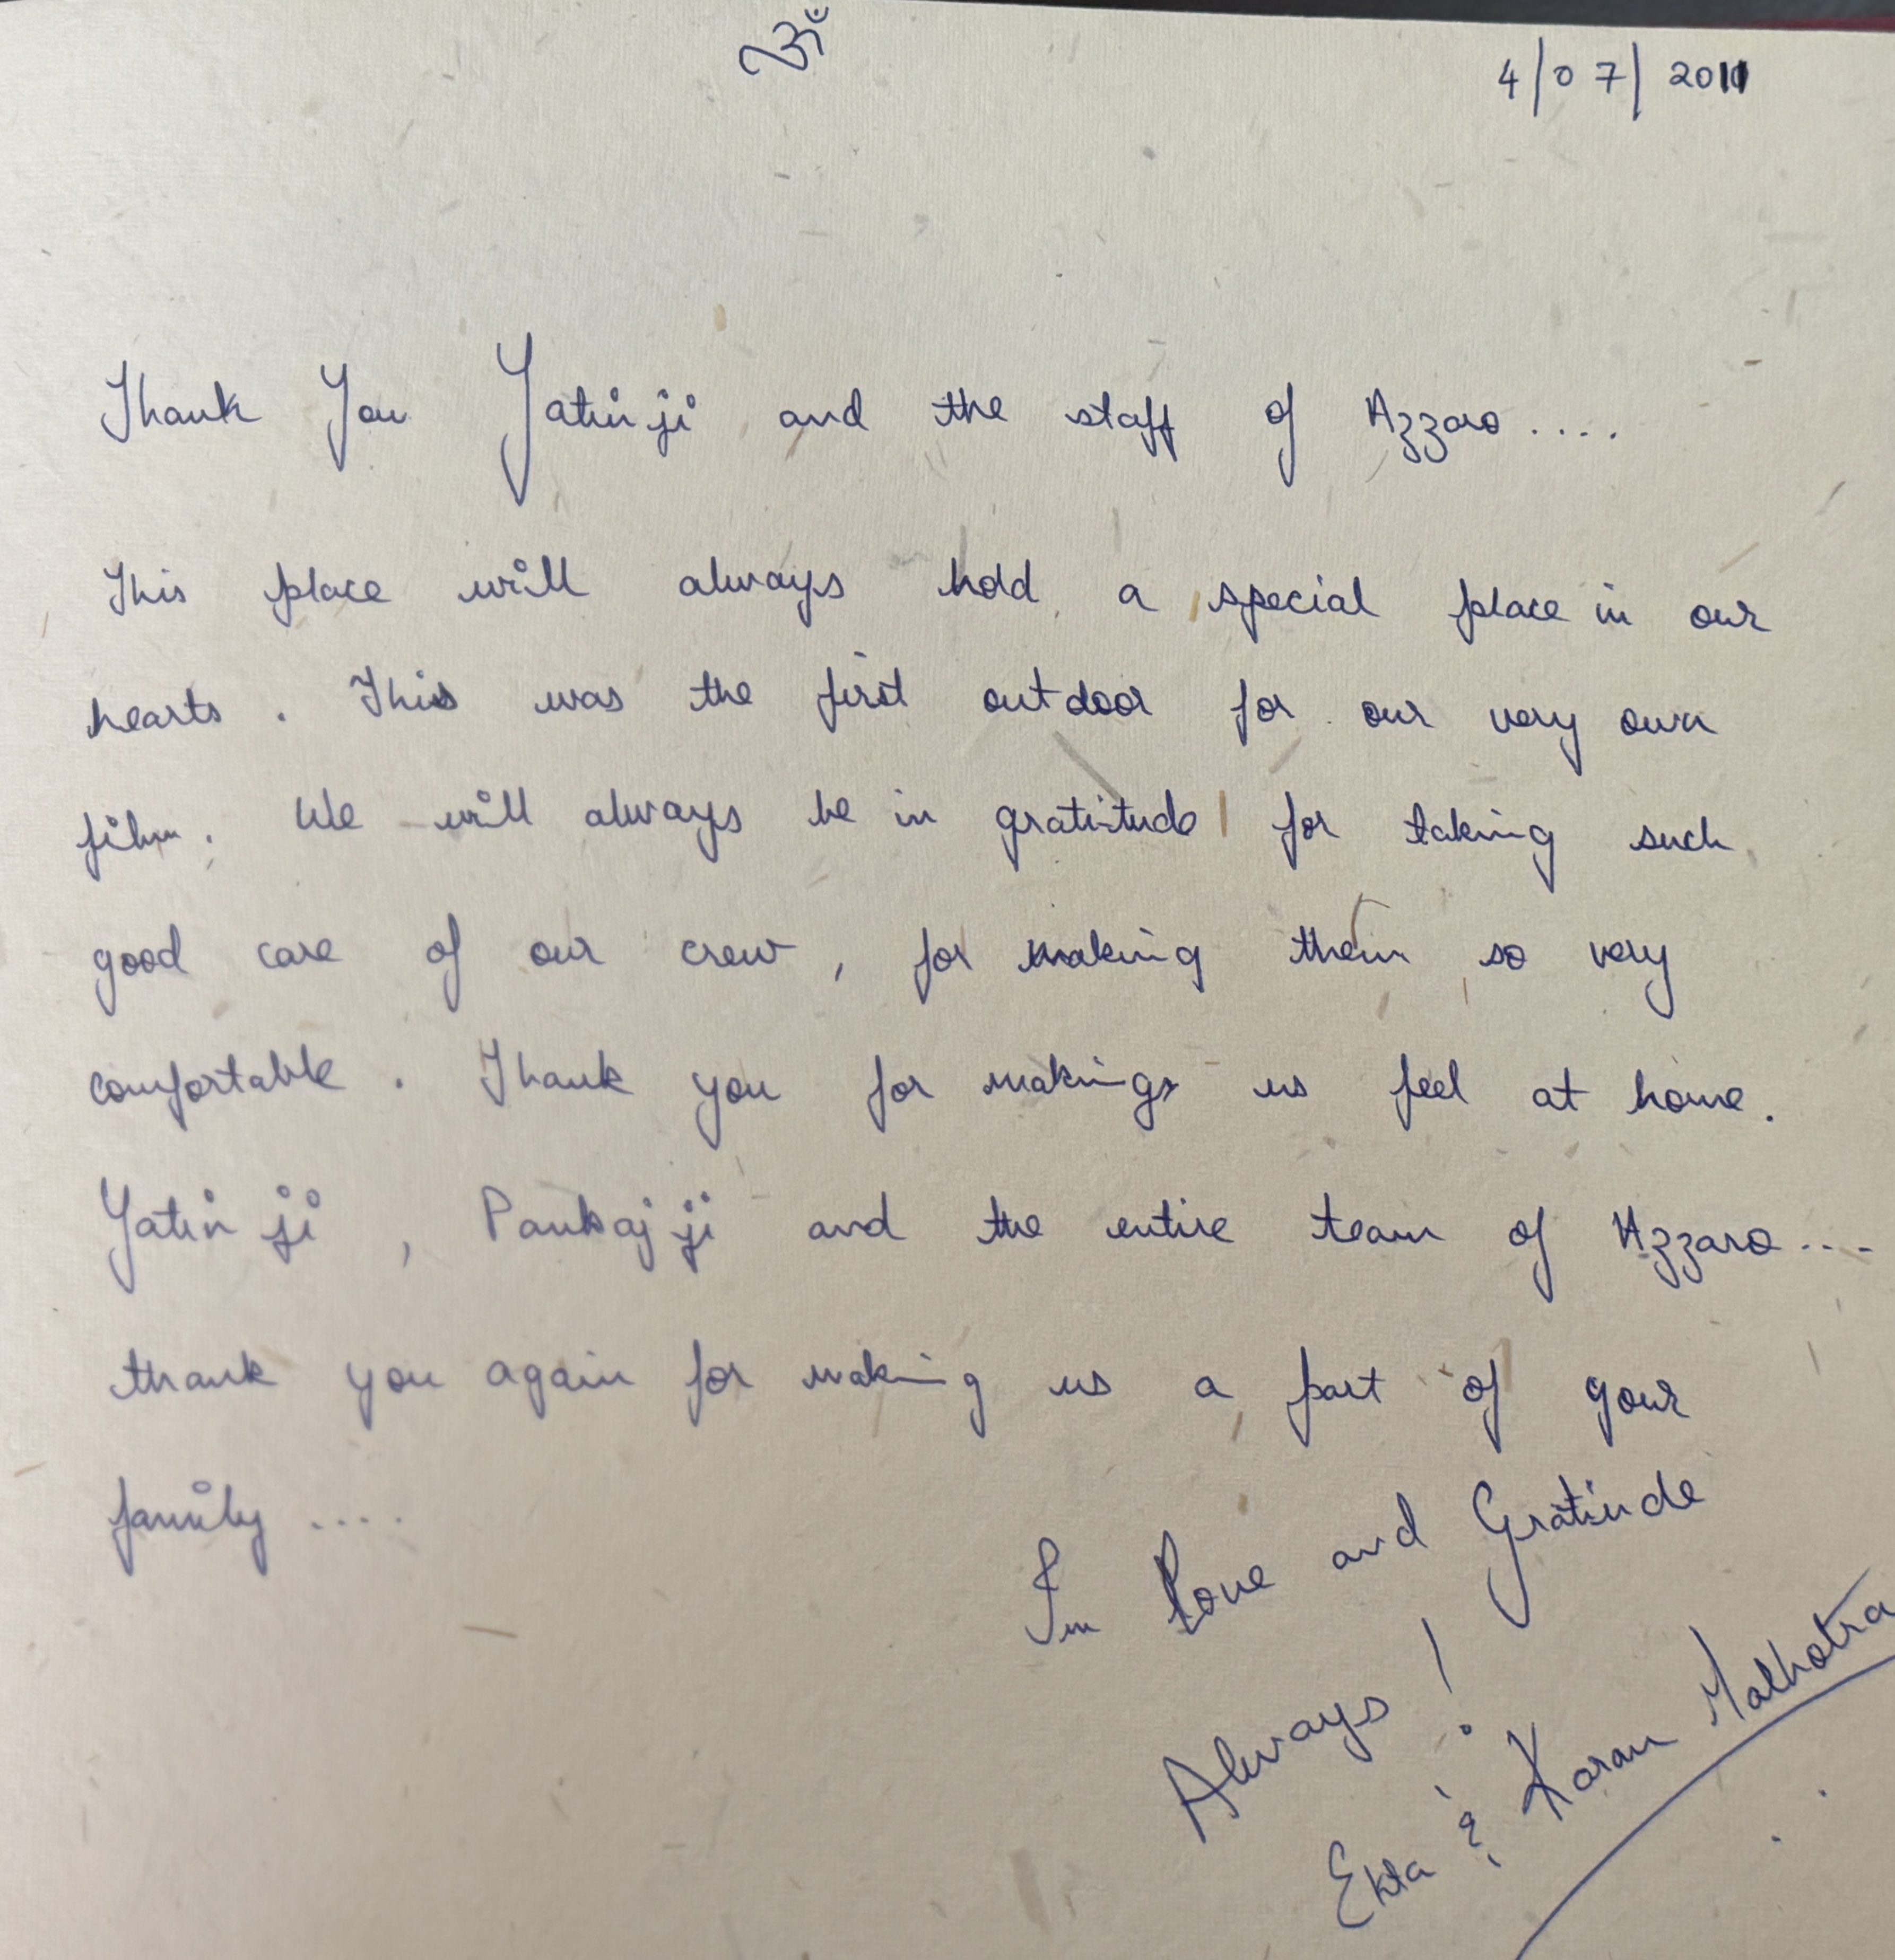 ॐ
4/07/2011
Thank You Yatin ji and the staff of Azzaro....
This place will always hold a special place in our
hearts. This was the first outdoor for our very own
film. We will always be in gratitude for taking such
good care of our crew, for making them so very
comfortable. Thank you for making us feel at home.
Yatin ji, Pankaj ji and the entire team of Azzaro....
thank you again for making us a part of your
family ....
In Love and Gratitude
Always!
Ekta & Karan Malhotra